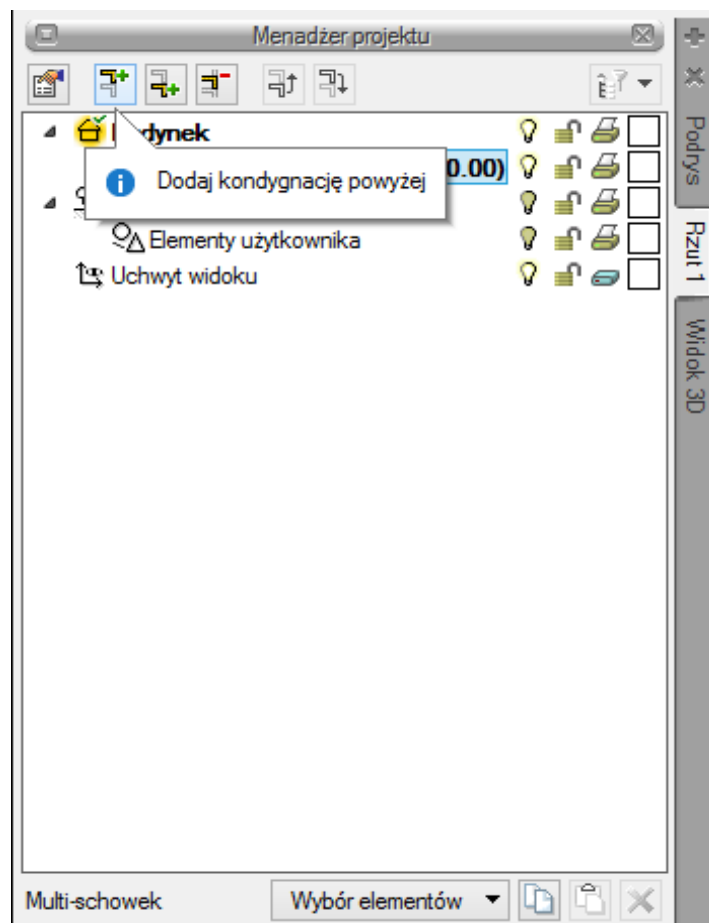 Menadżer projektu
dynek
Dodaj kondygnację powyżej
0.00)
Elementy użytkownika
Uchwyt widoku
Multi-schowek
Wybór elementów
Podrys
Rzut 1
Widok 3D